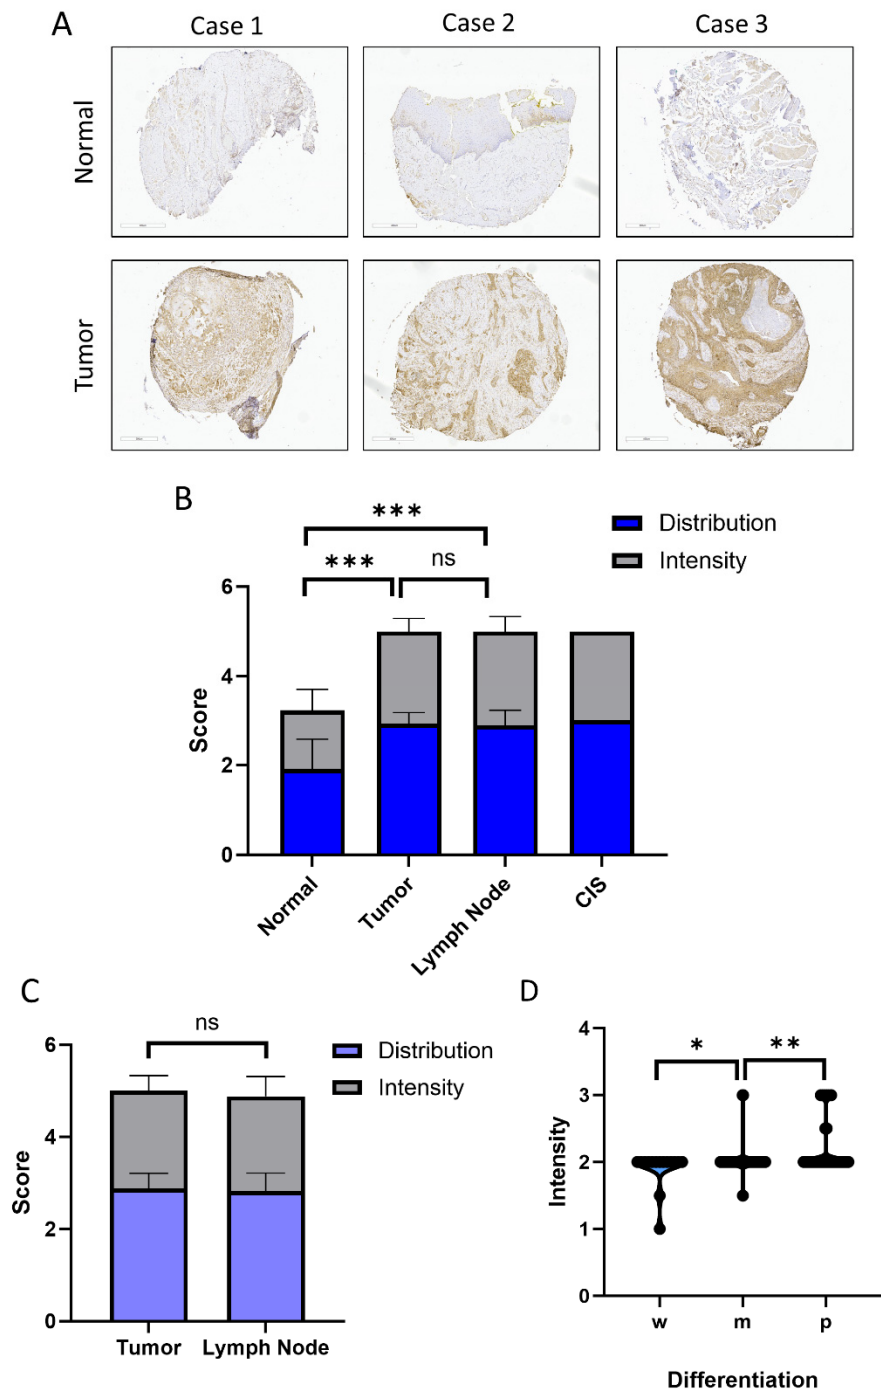 A
Case 1 Case 2 Case 3
Normal
Tumor
B
*** 
*** ns
Distribution
Intensity
6
4
2
0
Score
Normal Tumor Lymph Node CIS
C
ns
Distribution
Intensity
6
4
2
0
Score
Tumor Lymph Node
D
* **
4
3
2
1
0
Intensity
w m p
Differentiation